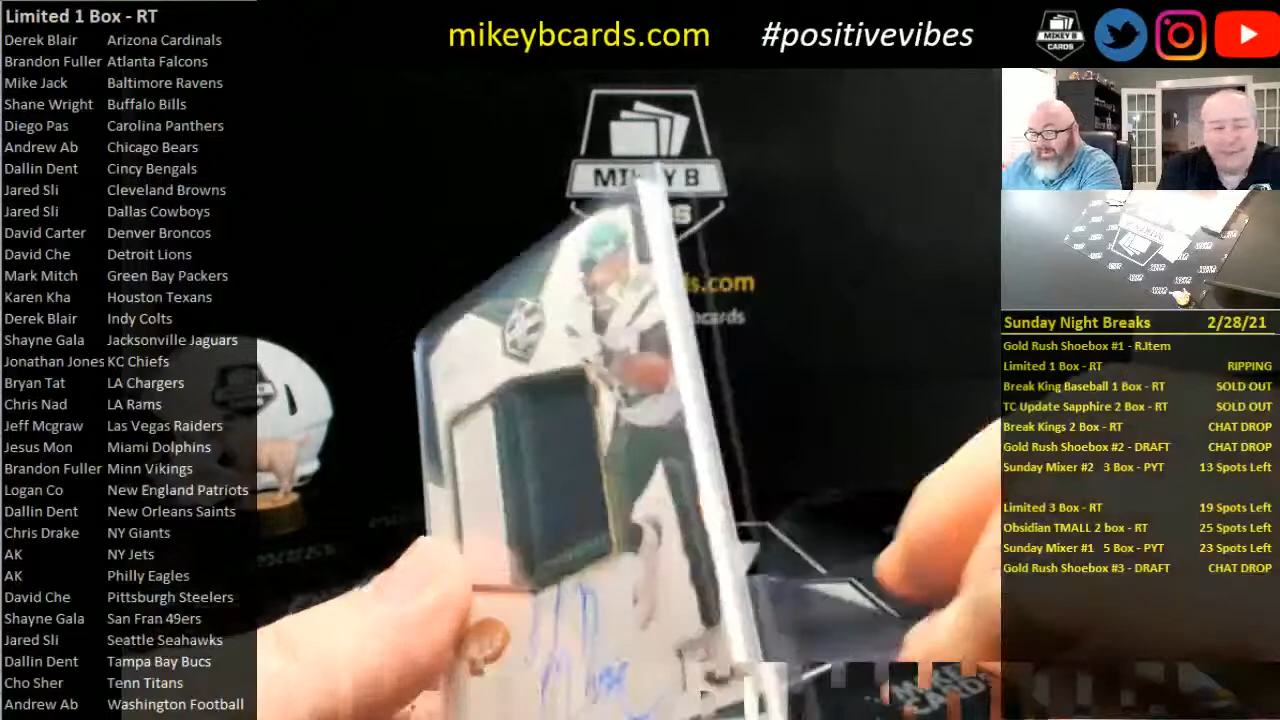 Limited 1 Box - RT
Derek Blair Arizona Cardinals
Brandon Fuller Atlanta Falcons
Mike Jack Baltimore Ravens
Shane Wright Buffalo Bills
Diego Pas Carolina Panthers
Andrew Ab Chicago Bears
Dallin Dent Cincy Bengals
Jared Sli Cleveland Browns
Jared Sli Dallas Cowboys
David Carter Denver Broncos
David Che Detroit Lions
Mark Mitch Green Bay Packers
Karen Kha Houston Texans
Derek Blair Indy Colts
Shayne Gala Jacksonville Jaguars
Jonathan Jones KC Chiefs
Bryan Tat LA Chargers
Chris Nad LA Rams
Jeff Mcgraw Las Vegas Raiders
Jesus Mon Miami Dolphins
Brandon Fuller Minn Vikings
Logan Co New England Patriots
Dallin Dent New Orleans Saints
Chris Drake NY Giants
AK NY Jets
AK Philly Eagles
David Che Pittsburgh Steelers
Shayne Gala San Fran 49ers
Jared Sli Seattle Seahawks
Dallin Dent Tampa Bay Bucs
Cho Sher Tenn Titans
Andrew Ab Washington Football
mikeybcards.com #positivevibes
MIKEY B
CARDS
Sunday Night Breaks 2/28/21
Gold Rush Shoebox #1 - R.Item
Limited 1 Box - RT RIPPING
Break King Baseball 1 Box - RT SOLD OUT
TC Update Sapphire 2 Box - RT SOLD OUT
Break Kings 2 Box - RT CHAT DROP
Gold Rush Shoebox #2 - DRAFT CHAT DROP
Sunday Mixer #2 3 Box - PYT 13 Spots Left
Limited 3 Box - RT 19 Spots Left
Obsidian TMALL 2 box - RT 25 Spots Left
Sunday Mixer #1 5 Box - PYT 23 Spots Left
Gold Rush Shoebox #3 - DRAFT CHAT DROP